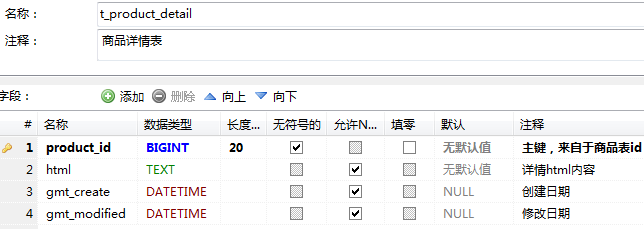 名称： t_product_detail
注释： 商品详情表
字段： 添加 删除 向上 向下
# 名称 数据类型 长度... 无符号的 允许N... 填零 默认 注释
1 product_id BIGINT 20 无默认值 主键，来自于商品表id
2 html TEXT 无默认值 详情html内容
3 gmt_create DATETIME NULL 创建日期
4 gmt_modified DATETIME NULL 修改日期